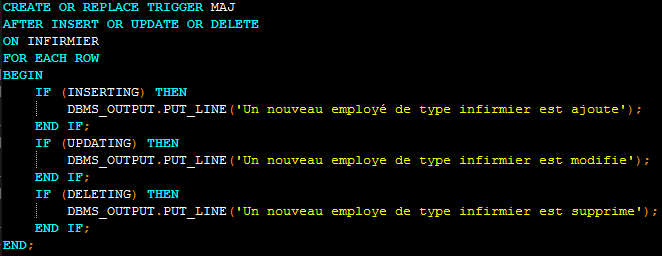 CREATE OR REPLACE TRIGGER MAJ
AFTER INSERT OR UPDATE OR DELETE
ON INFIRMIER
FOR EACH ROW
BEGIN
    IF (INSERTING) THEN
        DBMS_OUTPUT.PUT_LINE('Un nouveau employé de type infirmier est ajoute');
    END IF;
    IF (UPDATING) THEN
        DBMS_OUTPUT.PUT_LINE('Un nouveau employe de type infirmier est modifie');
    END IF;
    IF (DELETING) THEN
        DBMS_OUTPUT.PUT_LINE('Un nouveau employe de type infirmier est supprime');
    END IF;
END;